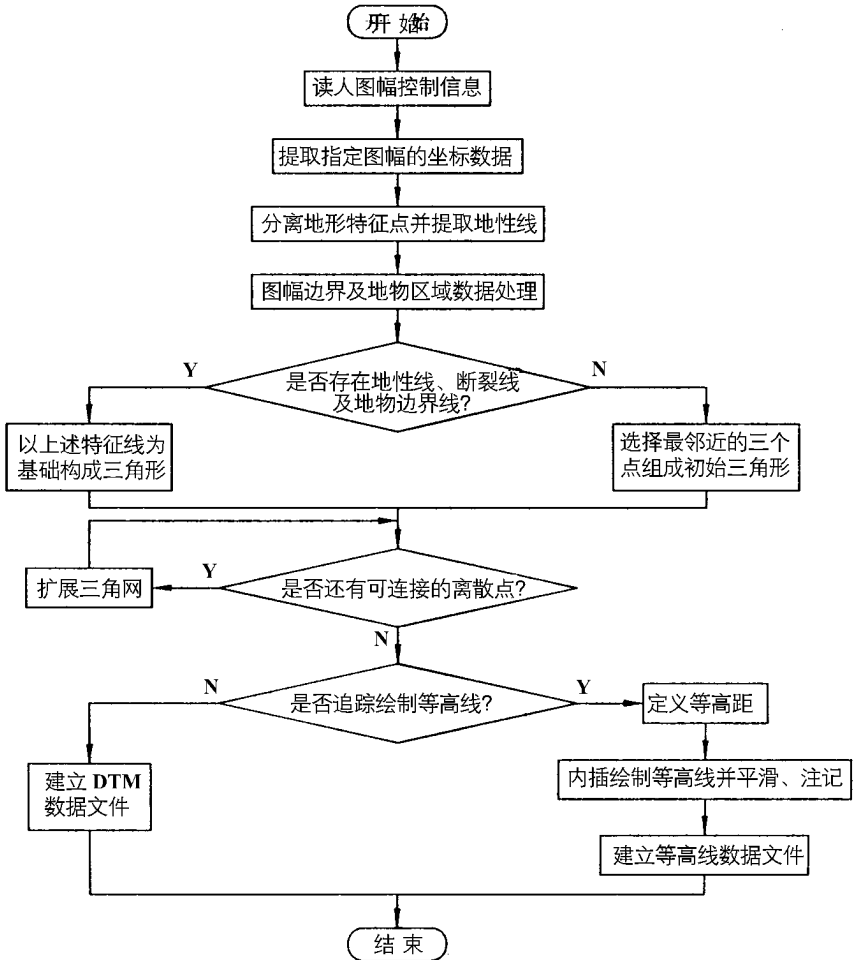 开 始
读人图幅控制信息
提取指定图幅的坐标数据
分离地形特征点并提取地性线
图幅边界及地物区域数据处理
Y
是否存在地性线、断裂线
及地物边界线?
N
以上述特征线为
基础构成三角形
选择最邻近的三个
点组成初始三角形
扩展三角网
Y
是否还有可连接的离散点?
N
N
是否追踪绘制等高线?
Y
定义等高距
建立 DTM
数据文件
内插绘制等高线并平滑、注记
建立等高线数据文件
结 束